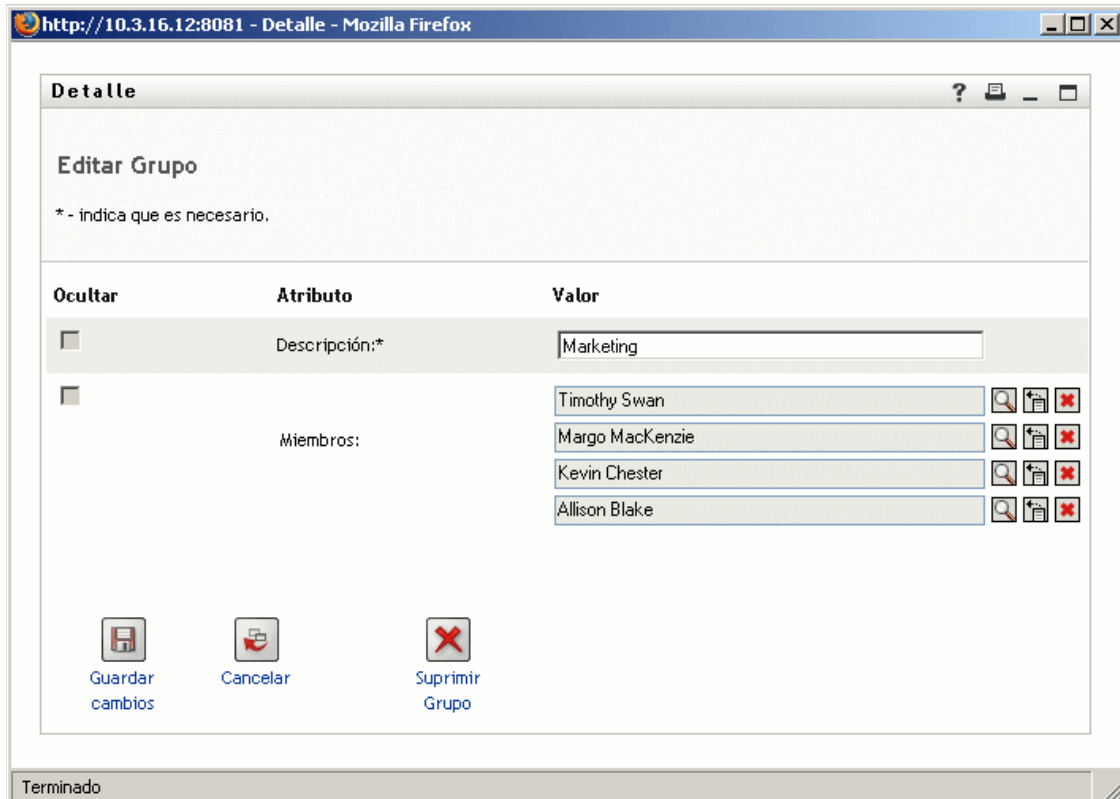 http://10.3.16.12:8081 - Detalle - Mozilla Firefox
Detalle
Editar Grupo
* - indica que es necesario.
Ocultar Atributo Valor
Descripción:* Marketing
Miembros:
Timothy Swan
Margo MacKenzie
Kevin Chester
Allison Blake
Guardar cambios
Cancelar
Suprimir Grupo
Terminado